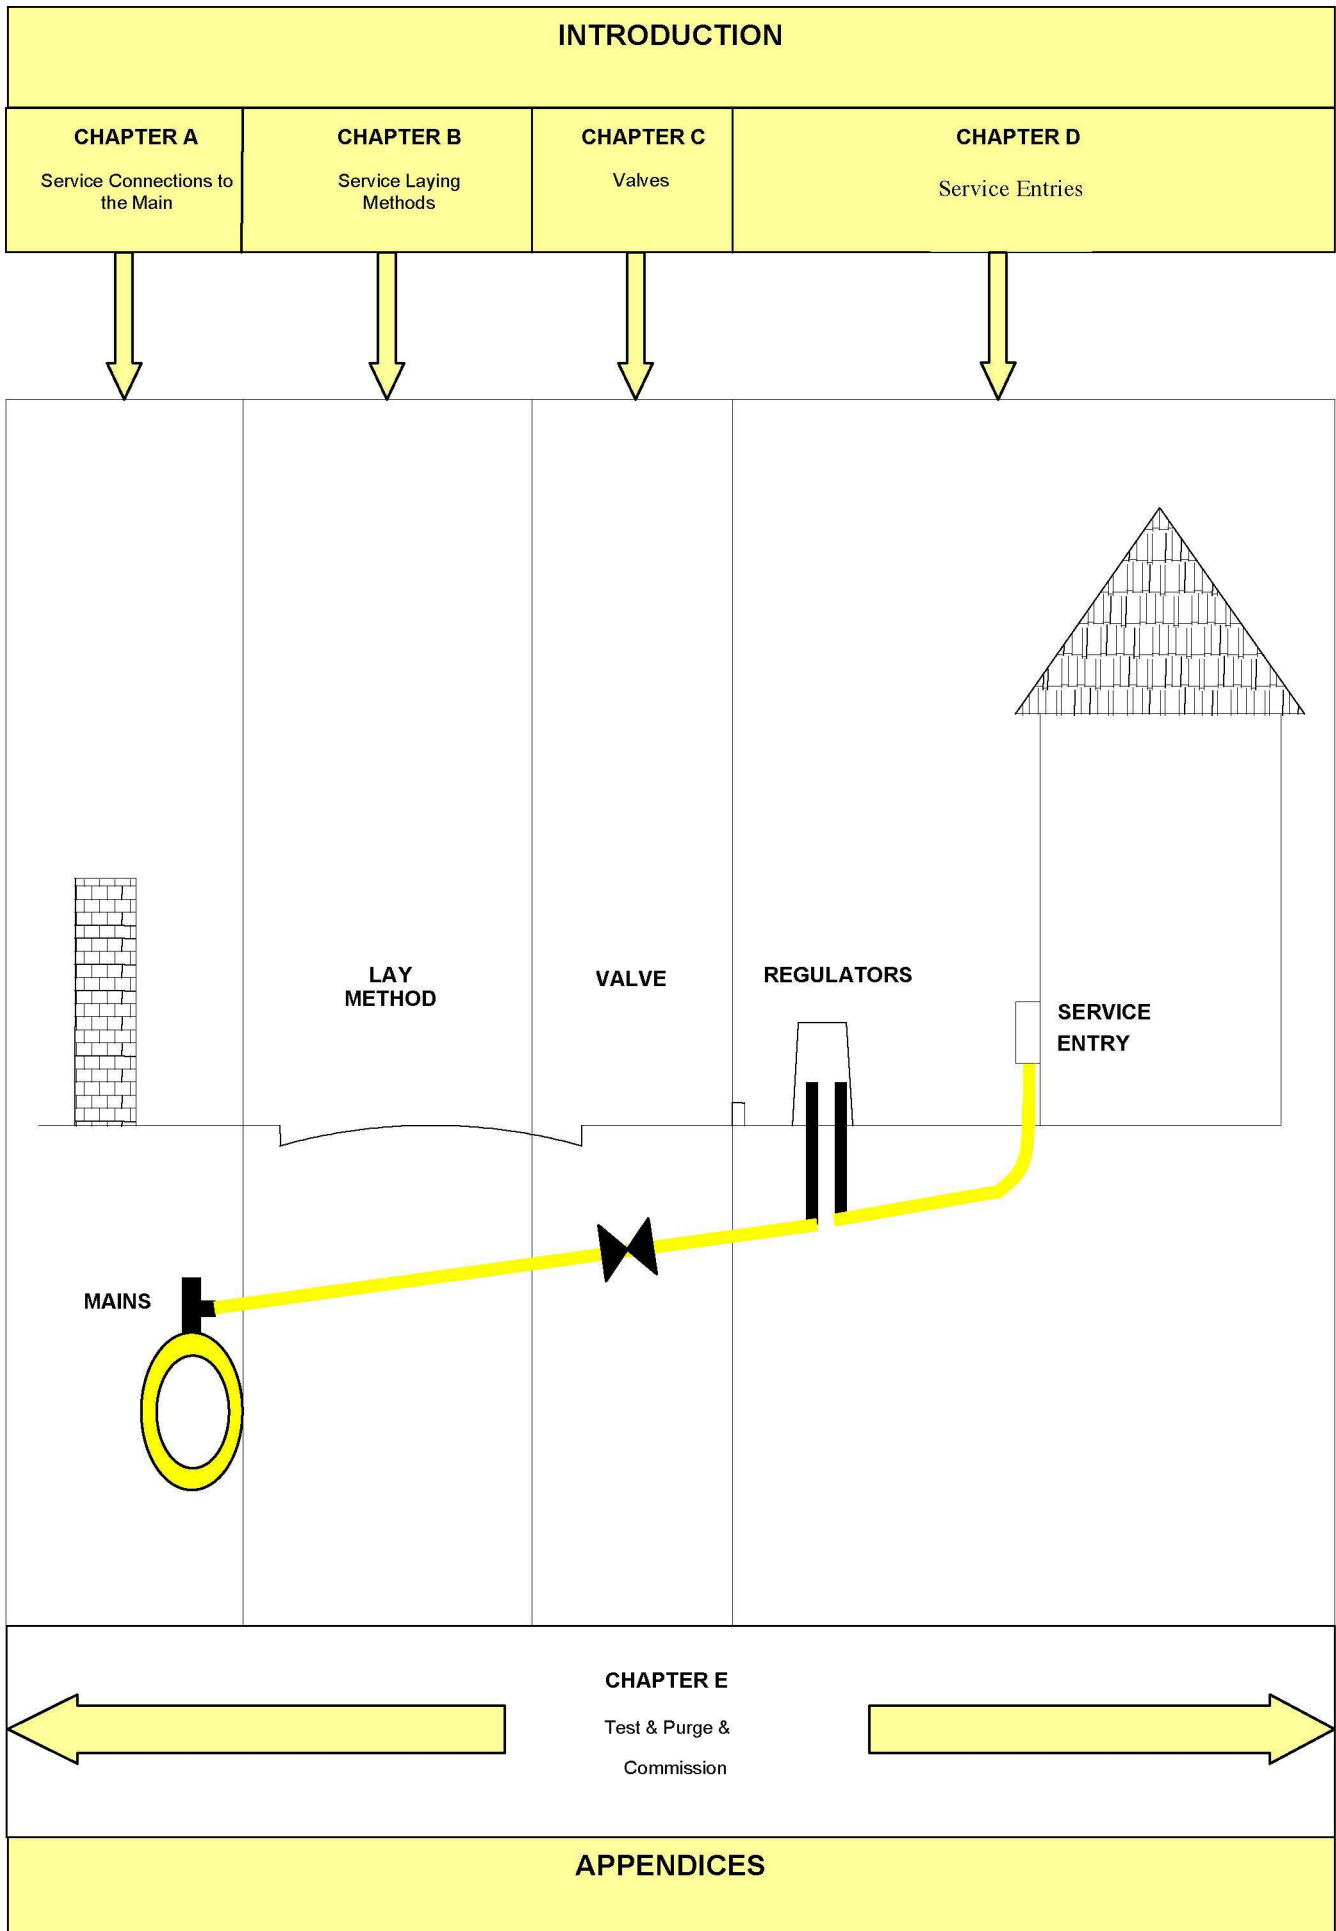 INTRODUCTION
CHAPTER A
Service Connections to
the Main
CHAPTER B
Service Laying
Methods
CHAPTER C
Valves
CHAPTER D
Service Entries
LAY
METHOD
VALVE
REGULATORS
SERVICE
ENTRY
MAINS
CHAPTER E
Test & Purge &
Commission
APPENDICES